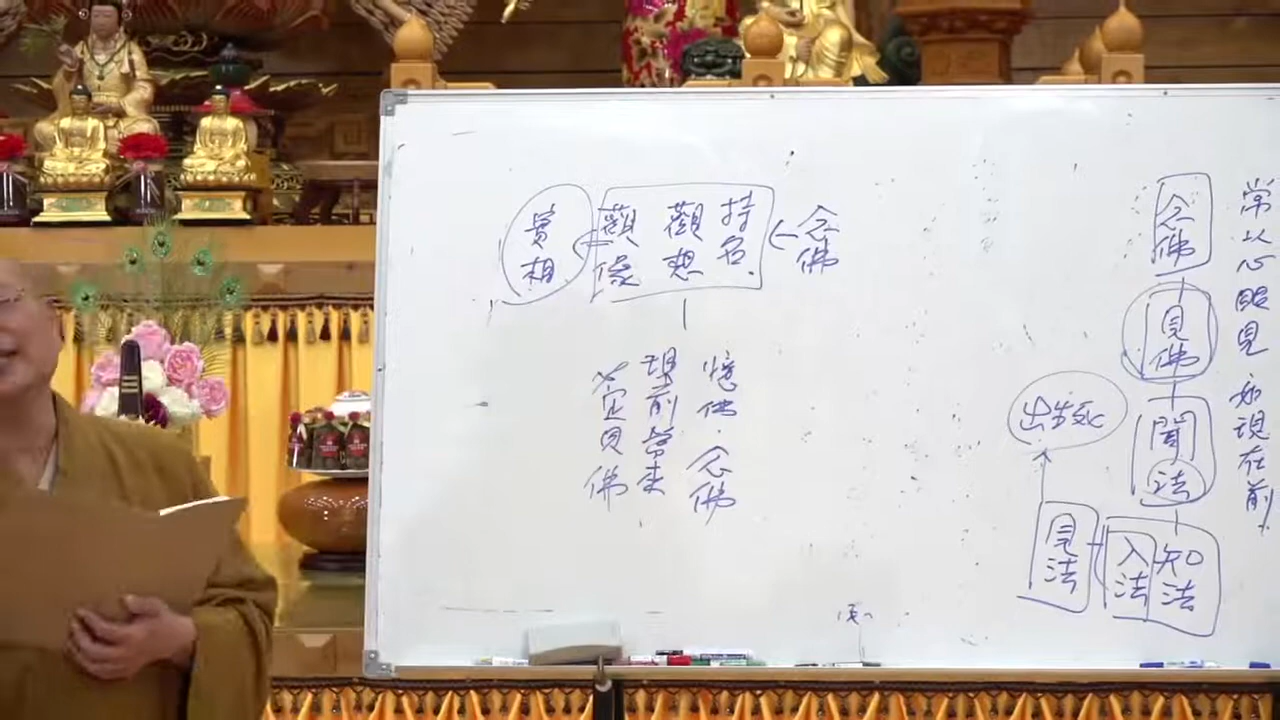 常以心眼見 如現在前
念佛
見佛
聞法
知法
入法
見法
出生死
念佛
持名
觀想
觀像
實相
憶佛.念佛
現前當來
必定見佛